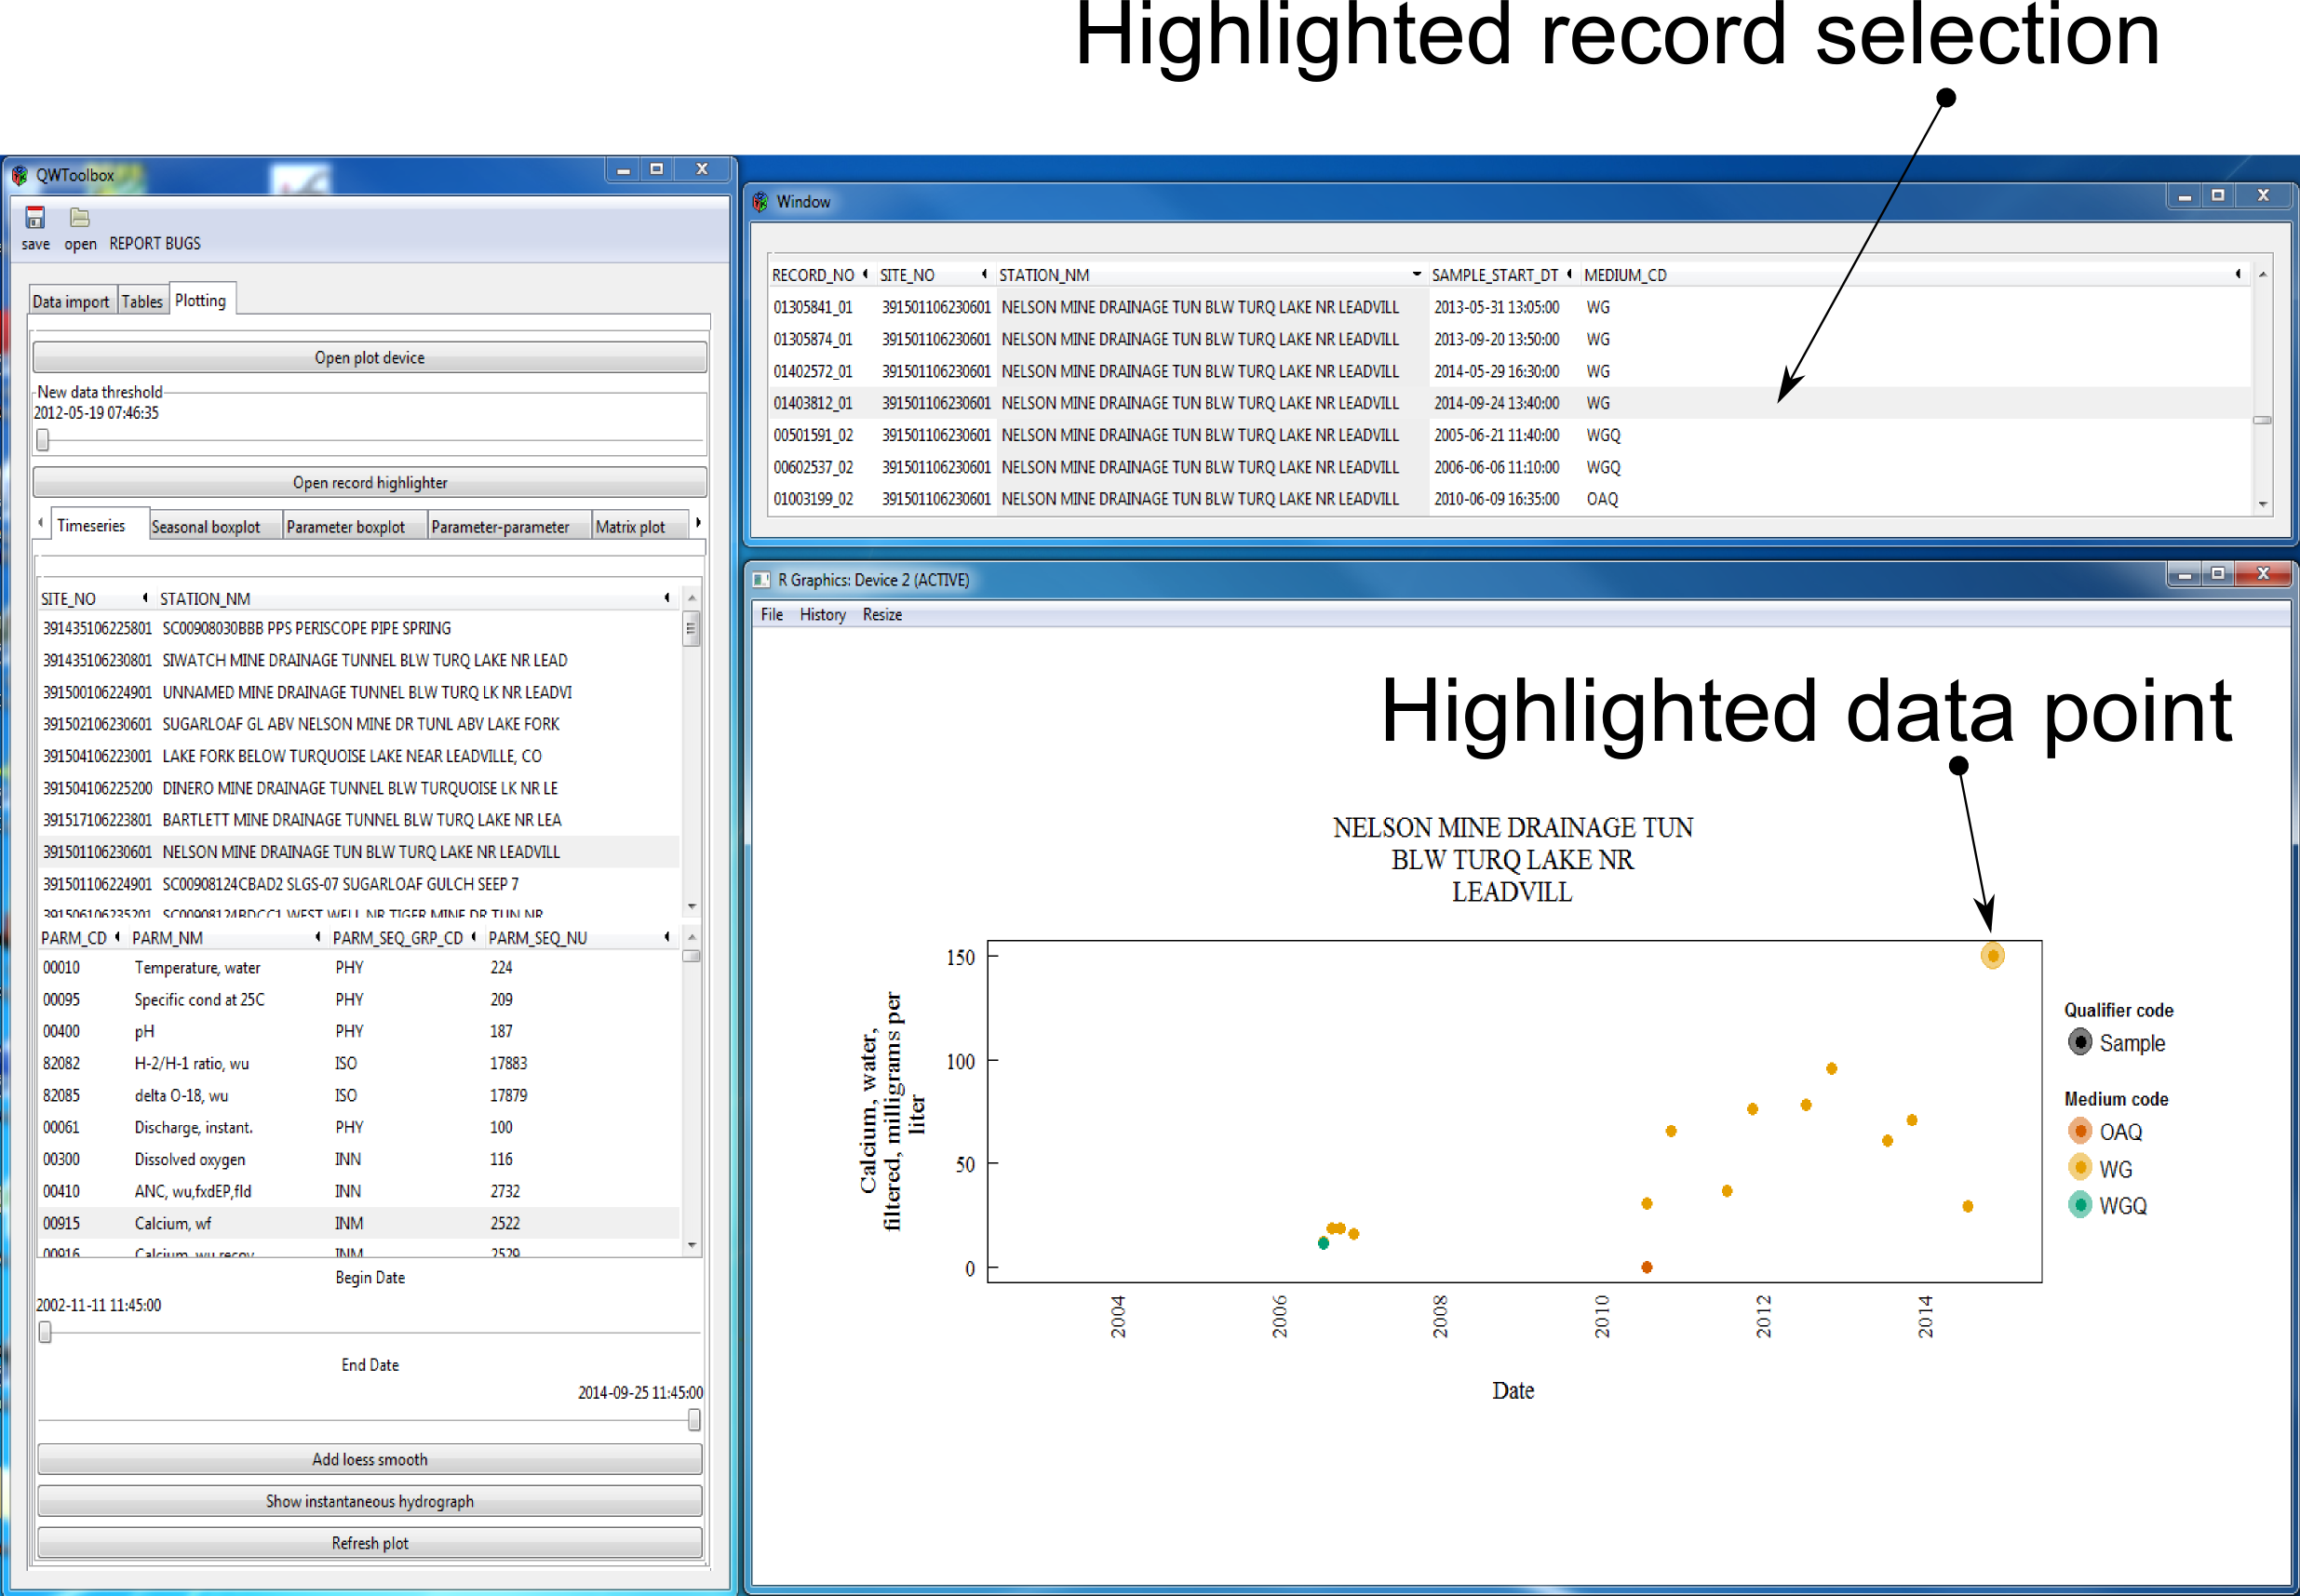 Highlighted record selection
QWToolbox
save open REPORT BUGS
Data import Tables Plotting
Open plot device
New data threshold
2012-05-19 07:46:35
Open record highlighter
Timeseries Seasonal boxplot Parameter boxplot Parameter-parameter Matrix plot
SITE_NO STATION_NM
391435106225801 SC00908030BBB PPS PERISCOPE PIPE SPRING
391435106230801 SIWATCH MINE DRAINAGE TUNNEL BLW TURQ LAKE NR LEAD
391500106224901 UNNAMED MINE DRAINAGE TUNNEL BLW TURQ LK NR LEADVI
391502106230601 SUGARLOAF GL ABV NELSON MINE DR TUNL ABV LAKE FORK
391504106223001 LAKE FORK BELOW TURQUOISE LAKE NEAR LEADVILLE, CO
391504106225200 DINERO MINE DRAINAGE TUNNEL BLW TURQUOISE LK NR LE
391517106223801 BARTLETT MINE DRAINAGE TUNNEL BLW TURQ LAKE NR LEA
391501106230601 NELSON MINE DRAINAGE TUN BLW TURQ LAKE NR LEADVILL
391501106224901 SC00908124CBAD2 SLGS-07 SUGARLOAF GULCH SEEP 7
391506106235201 SC00908124BDCC1 WEST WELL NR TIGER MINE DR TUN NR
PARM_CD PARM_NM PARM_SEQ_GRP_CD PARM_SEQ_NU
00010 Temperature, water PHY 224
00095 Specific cond at 25C PHY 209
00400 pH PHY 187
82082 H-2/H-1 ratio, wu ISO 17883
82085 delta O-18, wu ISO 17879
00061 Discharge, instant. PHY 100
00300 Dissolved oxygen INN 116
00410 ANC, wu,fxdEP,fld INN 2732
00915 Calcium, wf INM 2522
00916 Calcium, wu recov INM 2529
Begin Date
2002-11-11 11:45:00
End Date
2014-09-25 11:45:00
Add loess smooth
Show instantaneous hydrograph
Refresh plot
Window
RECORD_NO SITE_NO STATION_NM SAMPLE_START_DT MEDIUM_CD
01305841_01 391501106230601 NELSON MINE DRAINAGE TUN BLW TURQ LAKE NR LEADVILL 2013-05-31 13:05:00 WG
01305874_01 391501106230601 NELSON MINE DRAINAGE TUN BLW TURQ LAKE NR LEADVILL 2013-09-20 13:50:00 WG
01402572_01 391501106230601 NELSON MINE DRAINAGE TUN BLW TURQ LAKE NR LEADVILL 2014-05-29 16:30:00 WG
01403812_01 391501106230601 NELSON MINE DRAINAGE TUN BLW TURQ LAKE NR LEADVILL 2014-09-24 13:40:00 WG
00501591_02 391501106230601 NELSON MINE DRAINAGE TUN BLW TURQ LAKE NR LEADVILL 2005-06-21 11:40:00 WGQ
00602537_02 391501106230601 NELSON MINE DRAINAGE TUN BLW TURQ LAKE NR LEADVILL 2006-06-06 11:10:00 WGQ
01003199_02 391501106230601 NELSON MINE DRAINAGE TUN BLW TURQ LAKE NR LEADVILL 2010-06-09 16:35:00 OAQ
R Graphics: Device 2 (ACTIVE)
File History Resize
Highlighted data point
NELSON MINE DRAINAGE TUN
BLW TURQ LAKE NR
LEADVILL
Calcium, water,
filtered, milligrams per
liter
150
100
50
0
2004 2006 2008 2010 2012 2014
Date
Qualifier code
Sample
Medium code
OAQ
WG
WGQ